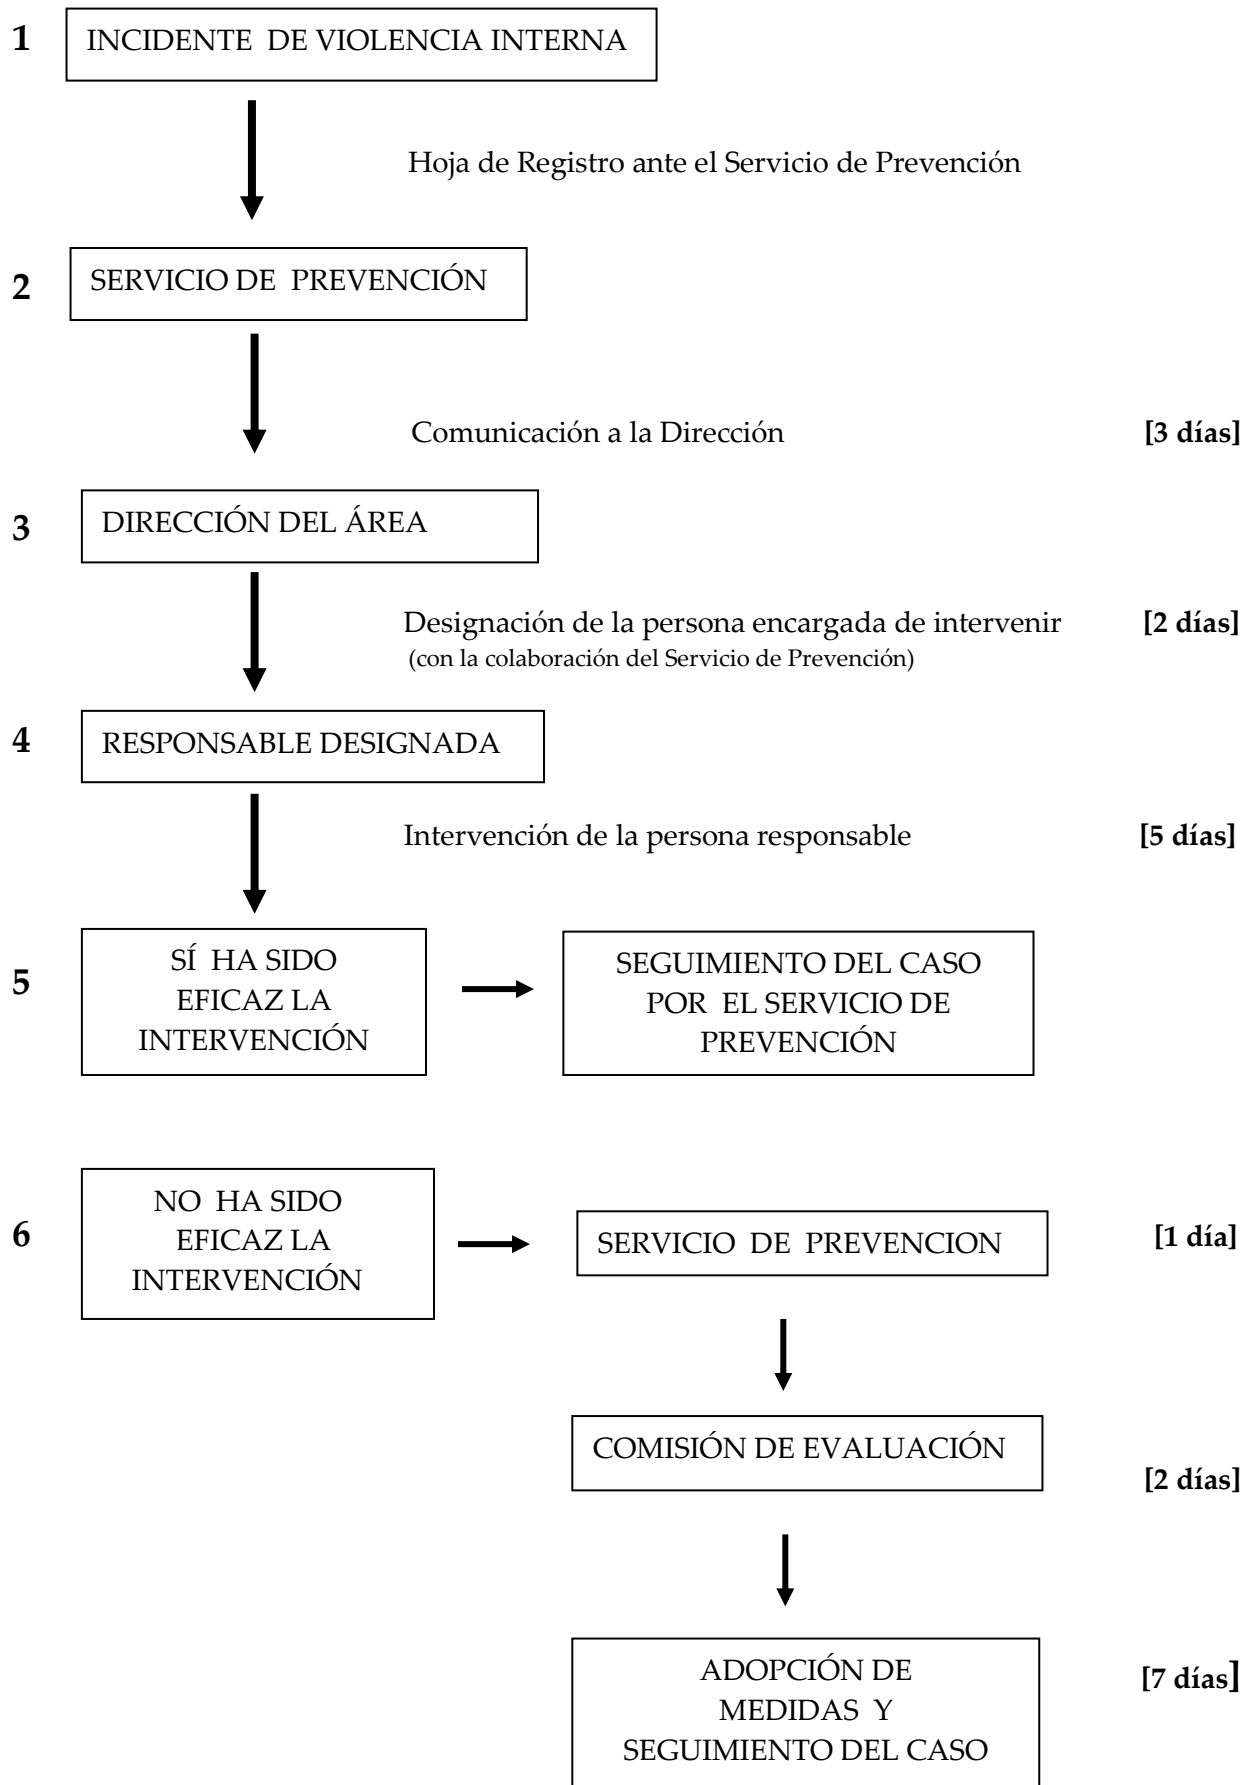 1 INCIDENTE DE VIOLENCIA INTERNA
Hoja de Registro ante el Servicio de Prevención
2 SERVICIO DE PREVENCIÓN
Comunicación a la Dirección [3 días]
3 DIRECCIÓN DEL ÁREA
Designación de la persona encargada de intervenir [2 días]
(con la colaboración del Servicio de Prevención)
4 RESPONSABLE DESIGNADA
Intervención de la persona responsable [5 días]
5
SÍ HA SIDO
EFICAZ LA
INTERVENCIÓN
SEGUIMIENTO DEL CASO
POR EL SERVICIO DE
PREVENCIÓN
6
NO HA SIDO
EFICAZ LA
INTERVENCIÓN
SERVICIO DE PREVENCION [1 día]
COMISIÓN DE EVALUACIÓN
[2 días]
ADOPCIÓN DE
MEDIDAS Y
SEGUIMIENTO DEL CASO
[7 días]